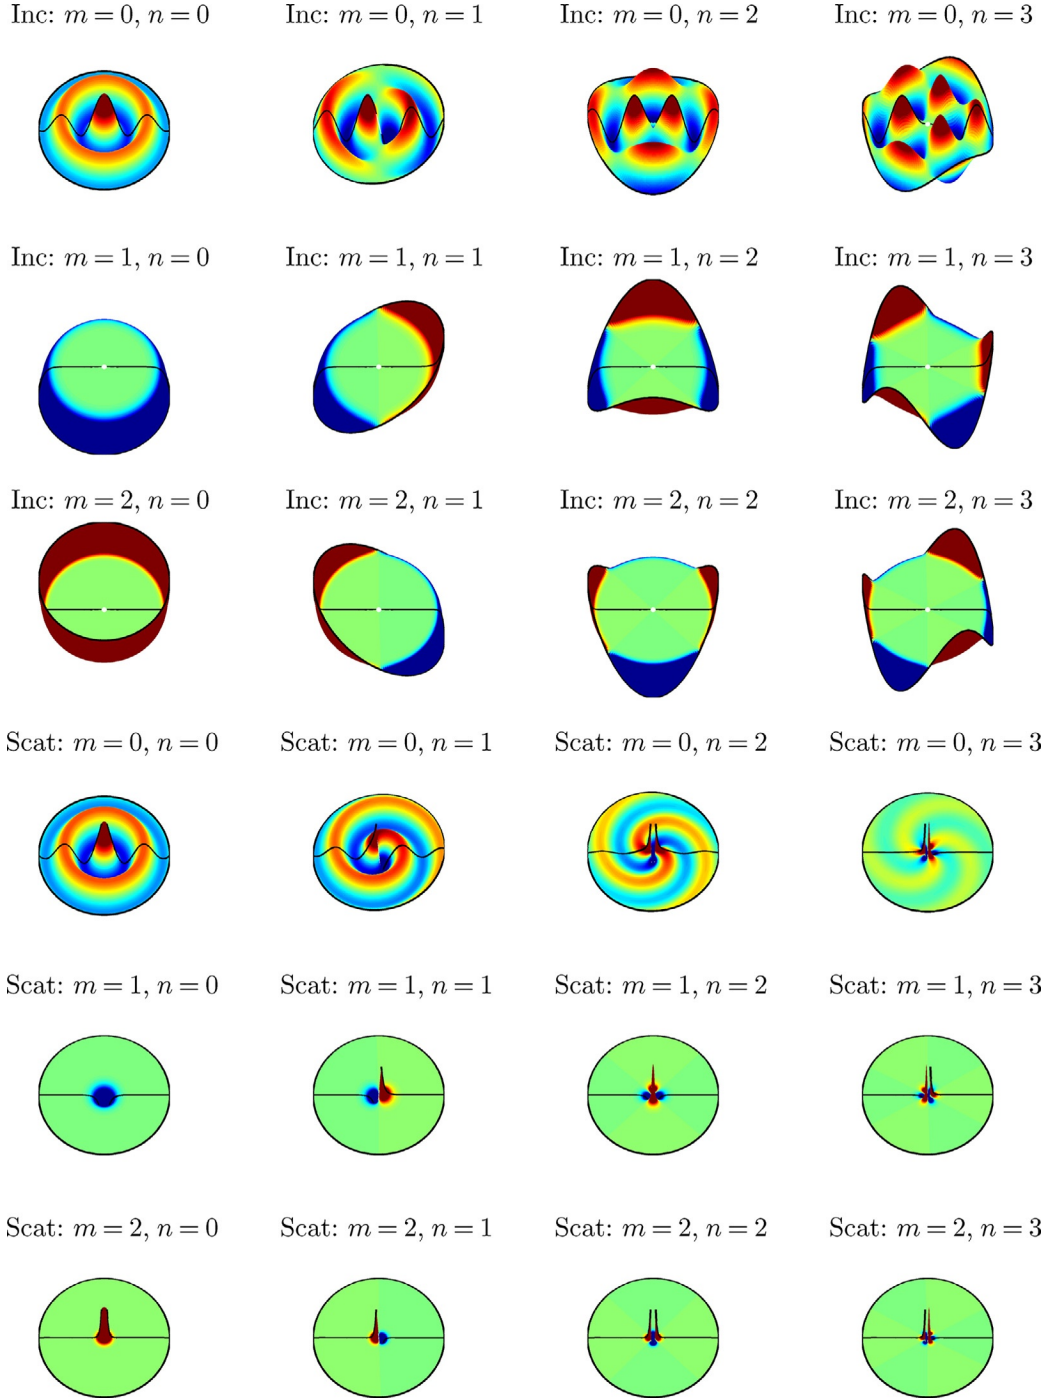 Inc: m = 0, n = 0 Inc: m = 0, n = 1 Inc: m = 0, n = 2 Inc: m = 0, n = 3
Inc: m = 1, n = 0 Inc: m = 1, n = 1 Inc: m = 1, n = 2 Inc: m = 1, n = 3
Inc: m = 2, n = 0 Inc: m = 2, n = 1 Inc: m = 2, n = 2 Inc: m = 2, n = 3
Scat: m = 0, n = 0 Scat: m = 0, n = 1 Scat: m = 0, n = 2 Scat: m = 0, n = 3
Scat: m = 1, n = 0 Scat: m = 1, n = 1 Scat: m = 1, n = 2 Scat: m = 1, n = 3
Scat: m = 2, n = 0 Scat: m = 2, n = 1 Scat: m = 2, n = 2 Scat: m = 2, n = 3